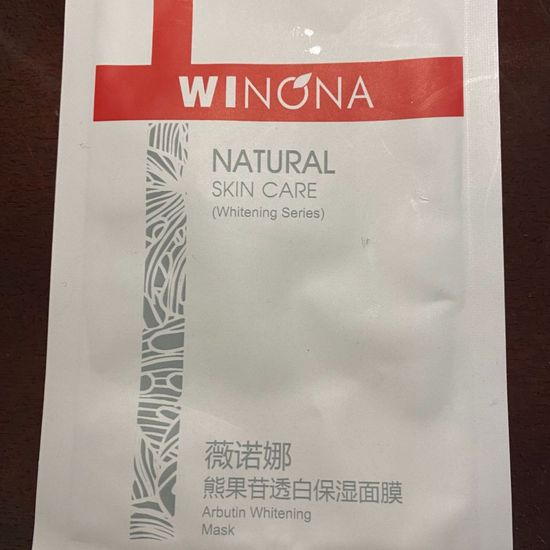 WINONA
NATURAL
SKIN CARE
(Whitening Series)
薇诺娜
熊果苷透白保湿面膜
Arbutin Whitening
Mask